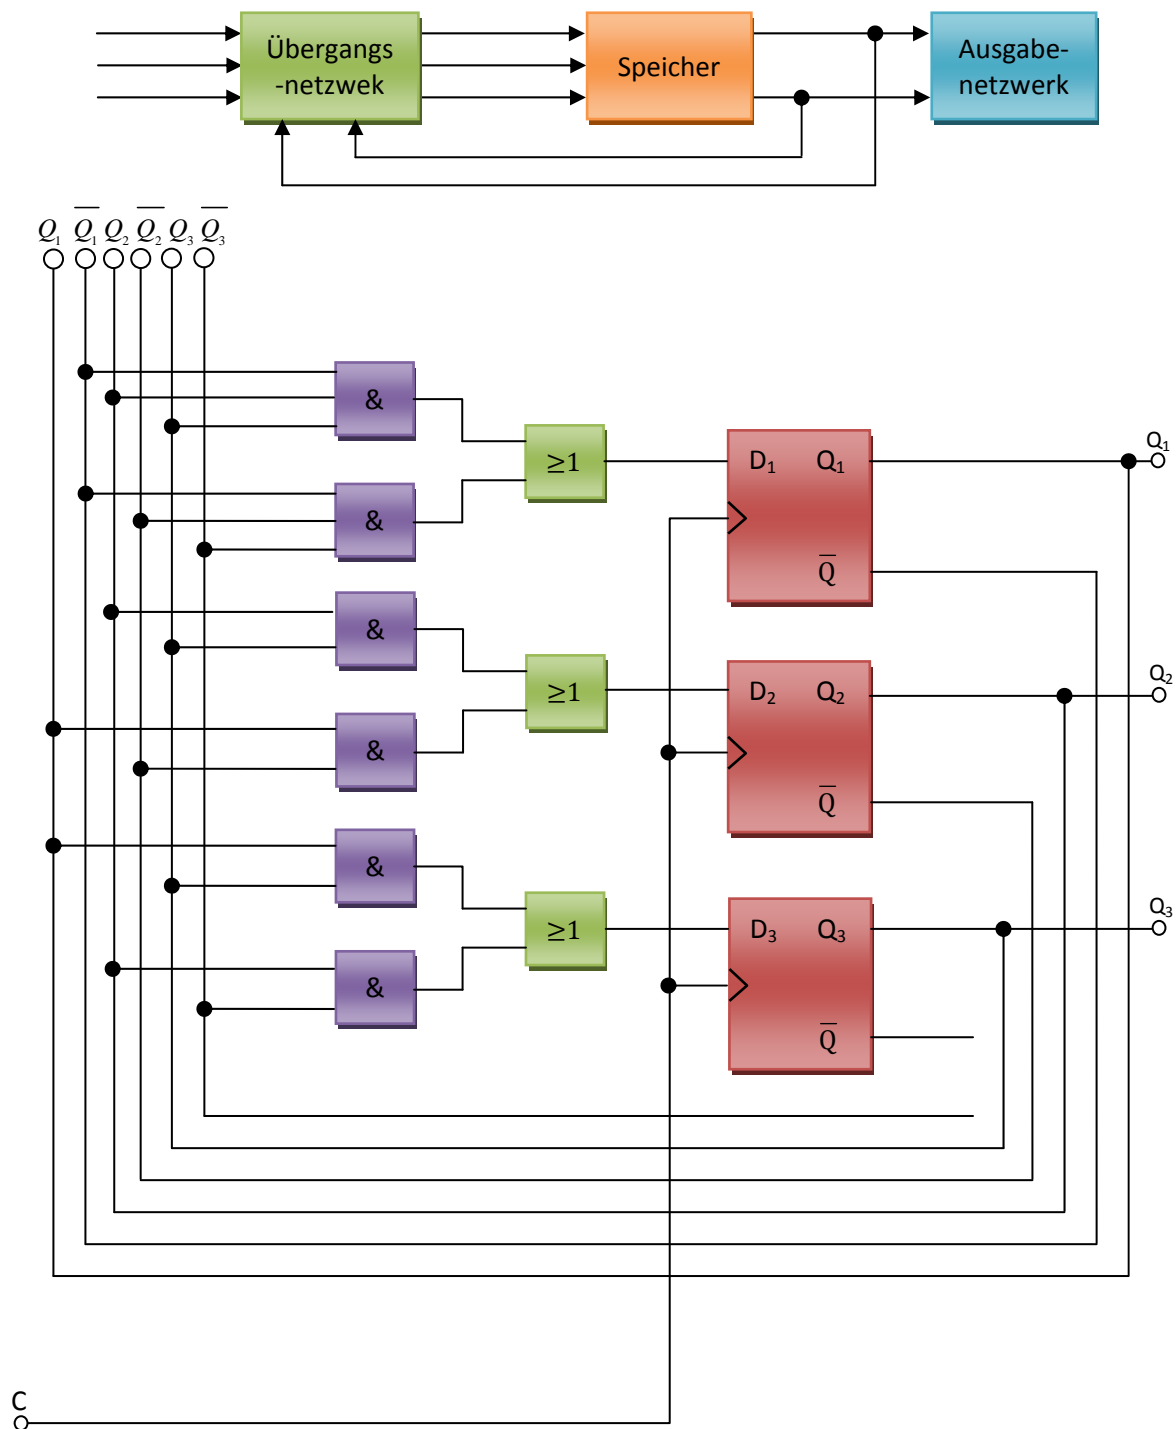 Übergangs
-netzwek
Speicher
Ausgabe-
netzwerk
Q₁ Q̅₁ Q₂ Q̅₂ Q₃ Q̅₃
&
≥1
D₁ Q₁
Q₁
&
Q̅
&
≥1
D₂ Q₂
Q₂
&
Q̅
&
≥1
D₃ Q₃
Q₃
&
Q̅
C